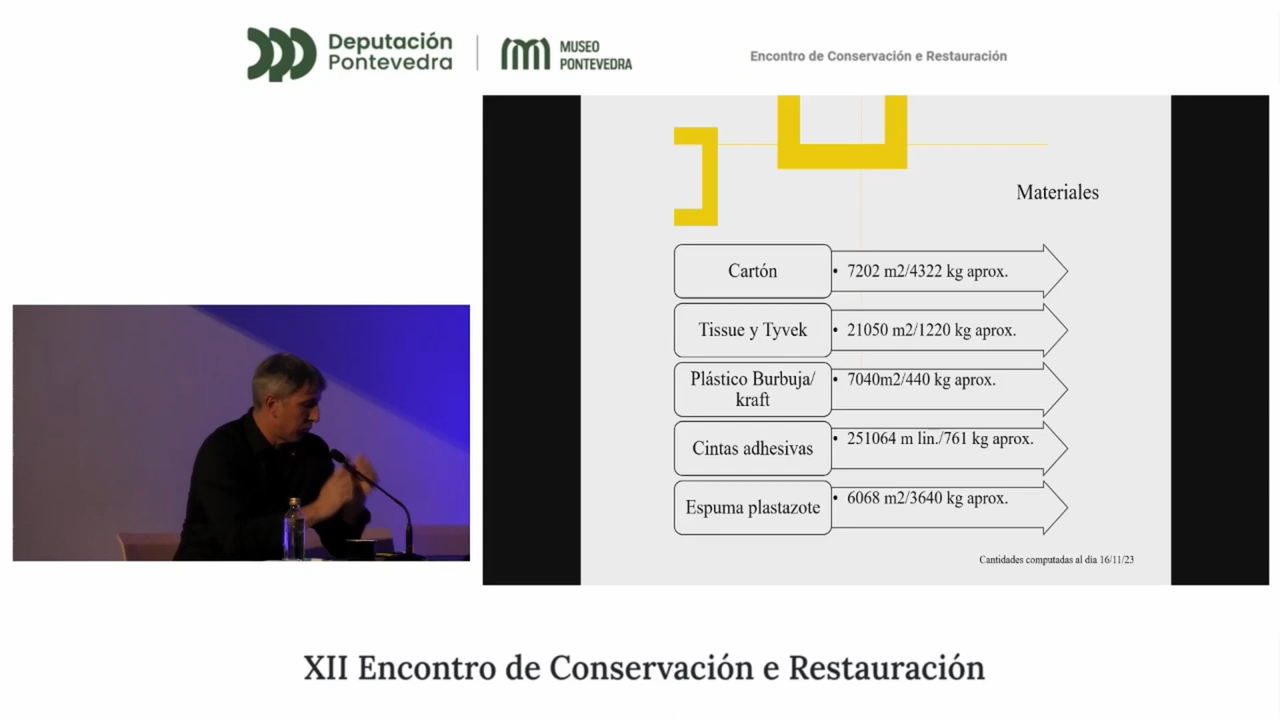 Deputación
Pontevedra
MUSEO
PONTEVEDRA
Encontro de Conservación e Restauración
Materiales
Cartón
• 7202 m2/4322 kg aprox.
Tissue y Tyvek
• 21050 m2/1220 kg aprox.
Plástico Burbuja/
kraft
• 7040m2/440 kg aprox.
Cintas adhesivas
• 251064 m lin./761 kg aprox.
Espuma plastazote
• 6068 m2/3640 kg aprox.
Cantidades computadas al día 16/11/23
XII Encontro de Conservación e Restauración